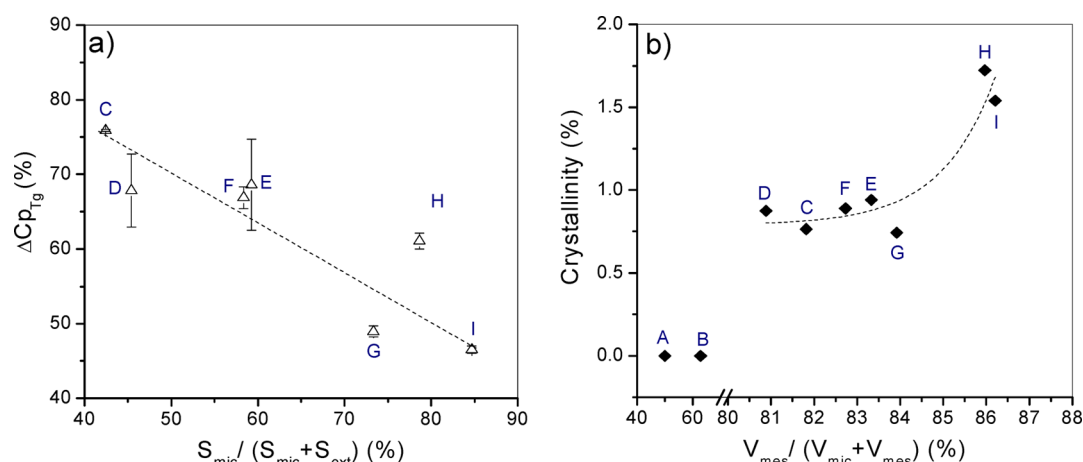 a)
90
80
70
60
50
40
ΔCp_Tg (%)
C
D
F
E
H
G
I
40 50 60 70 80 90
S_mic/ (S_mic+S_ext) (%)
b)
2.0
1.5
1.0
0.5
0.0
Crystallinity (%)
H
I
D
C
F
E
G
A
B
40 60 80 81 82 83 84 85 86 87 88
V_mes/ (V_mic+V_mes) (%)